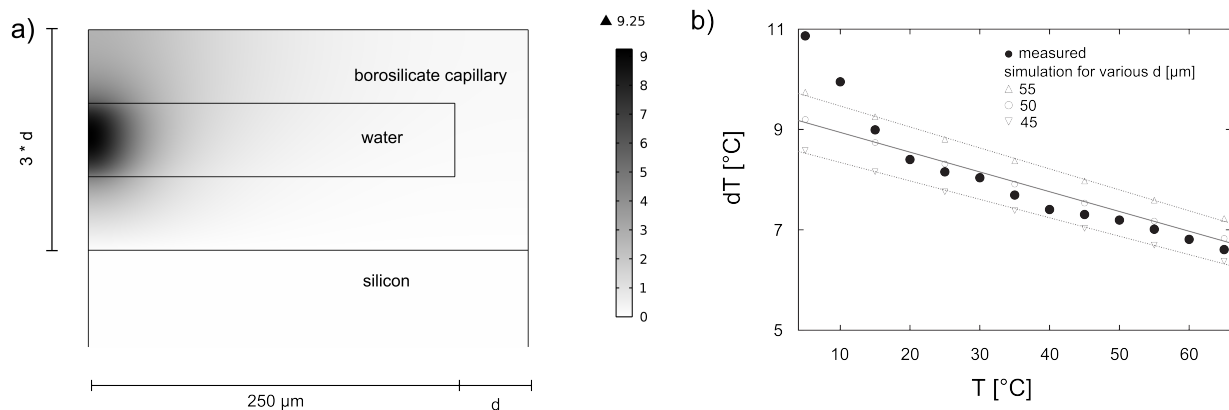 a)
3 * d
borosilicate capillary
water
silicon
250 µm
d
▲ 9.25
9
8
7
6
5
4
3
2
1
0
b)
dT [°C]
11
9
7
5
measured
simulation for various d [µm]
55
50
45
10 20 30 40 50 60
T [°C]